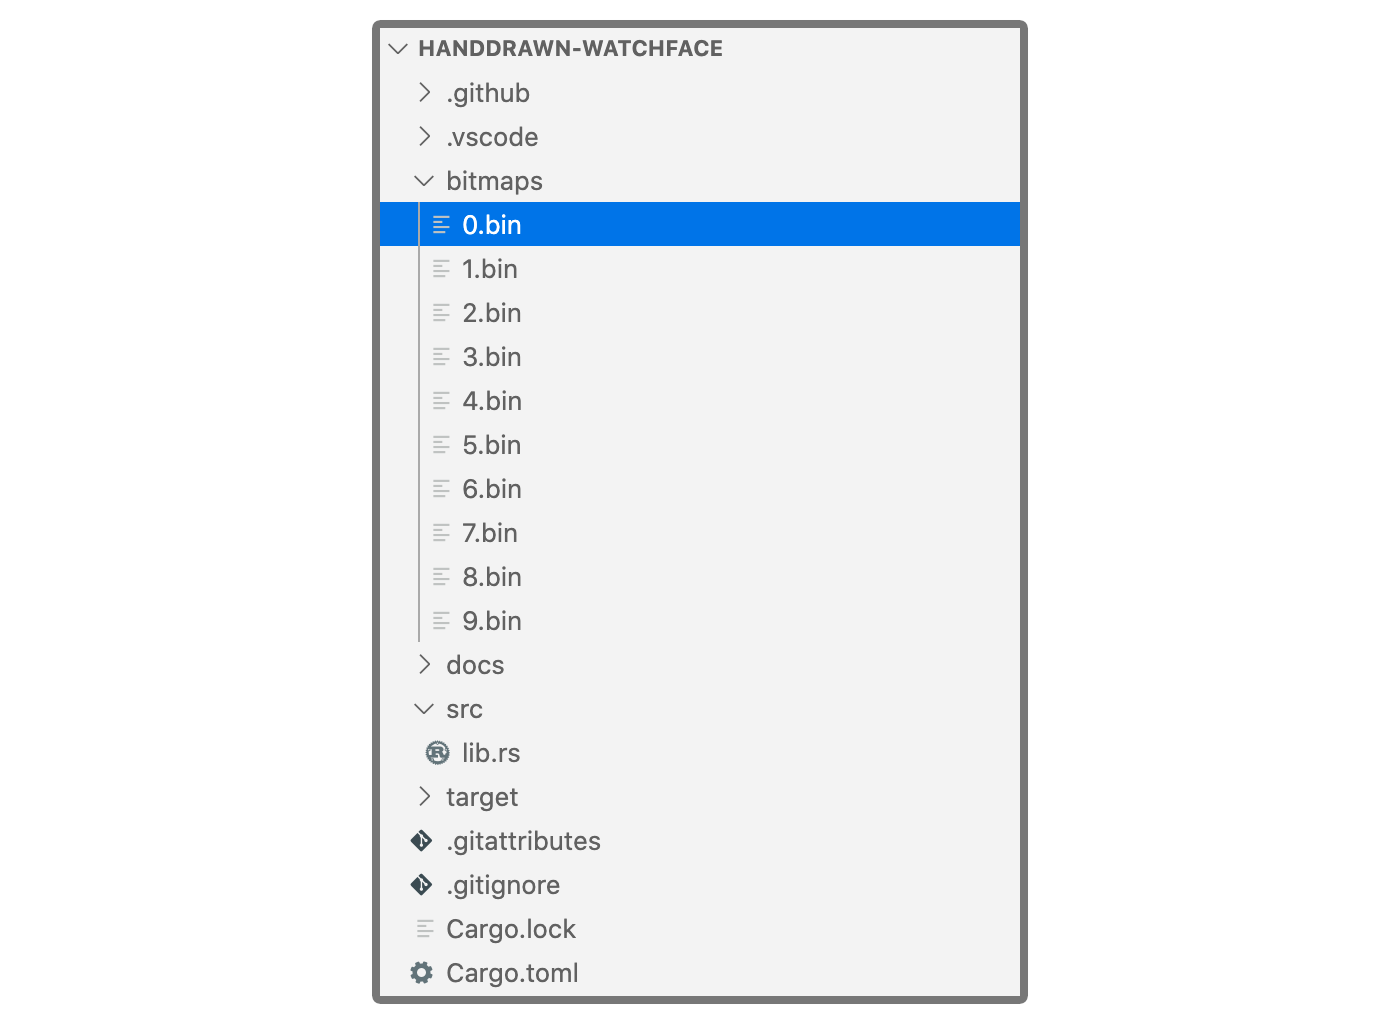 HANDDRAWN-WATCHFACE
.github
.vscode
bitmaps
0.bin
1.bin
2.bin
3.bin
4.bin
5.bin
6.bin
7.bin
8.bin
9.bin
docs
src
lib.rs
target
.gitattributes
.gitignore
Cargo.lock
Cargo.toml